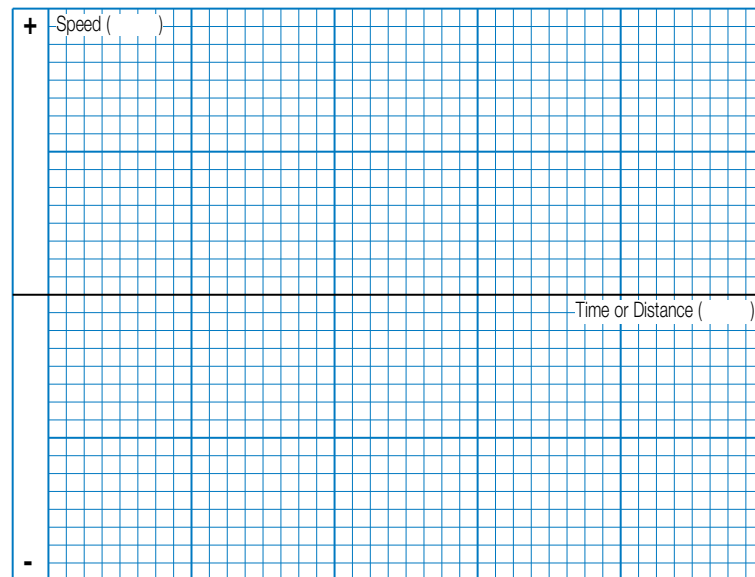 + Speed ( )
Time or Distance ( )
-